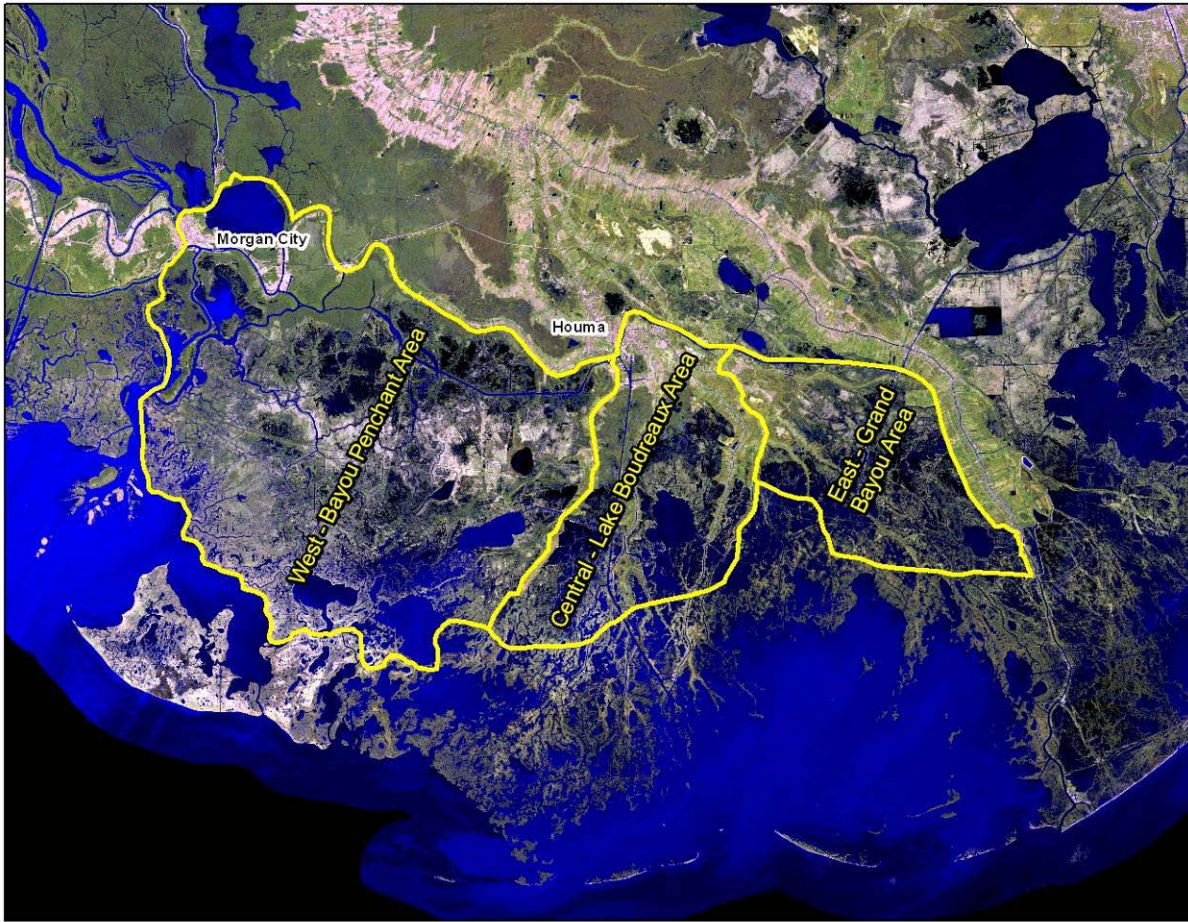 Morgan City
Houma
West - Bayou Penchant Area
Central - Lake Boudreaux Area
East - Grand
Bayou Area